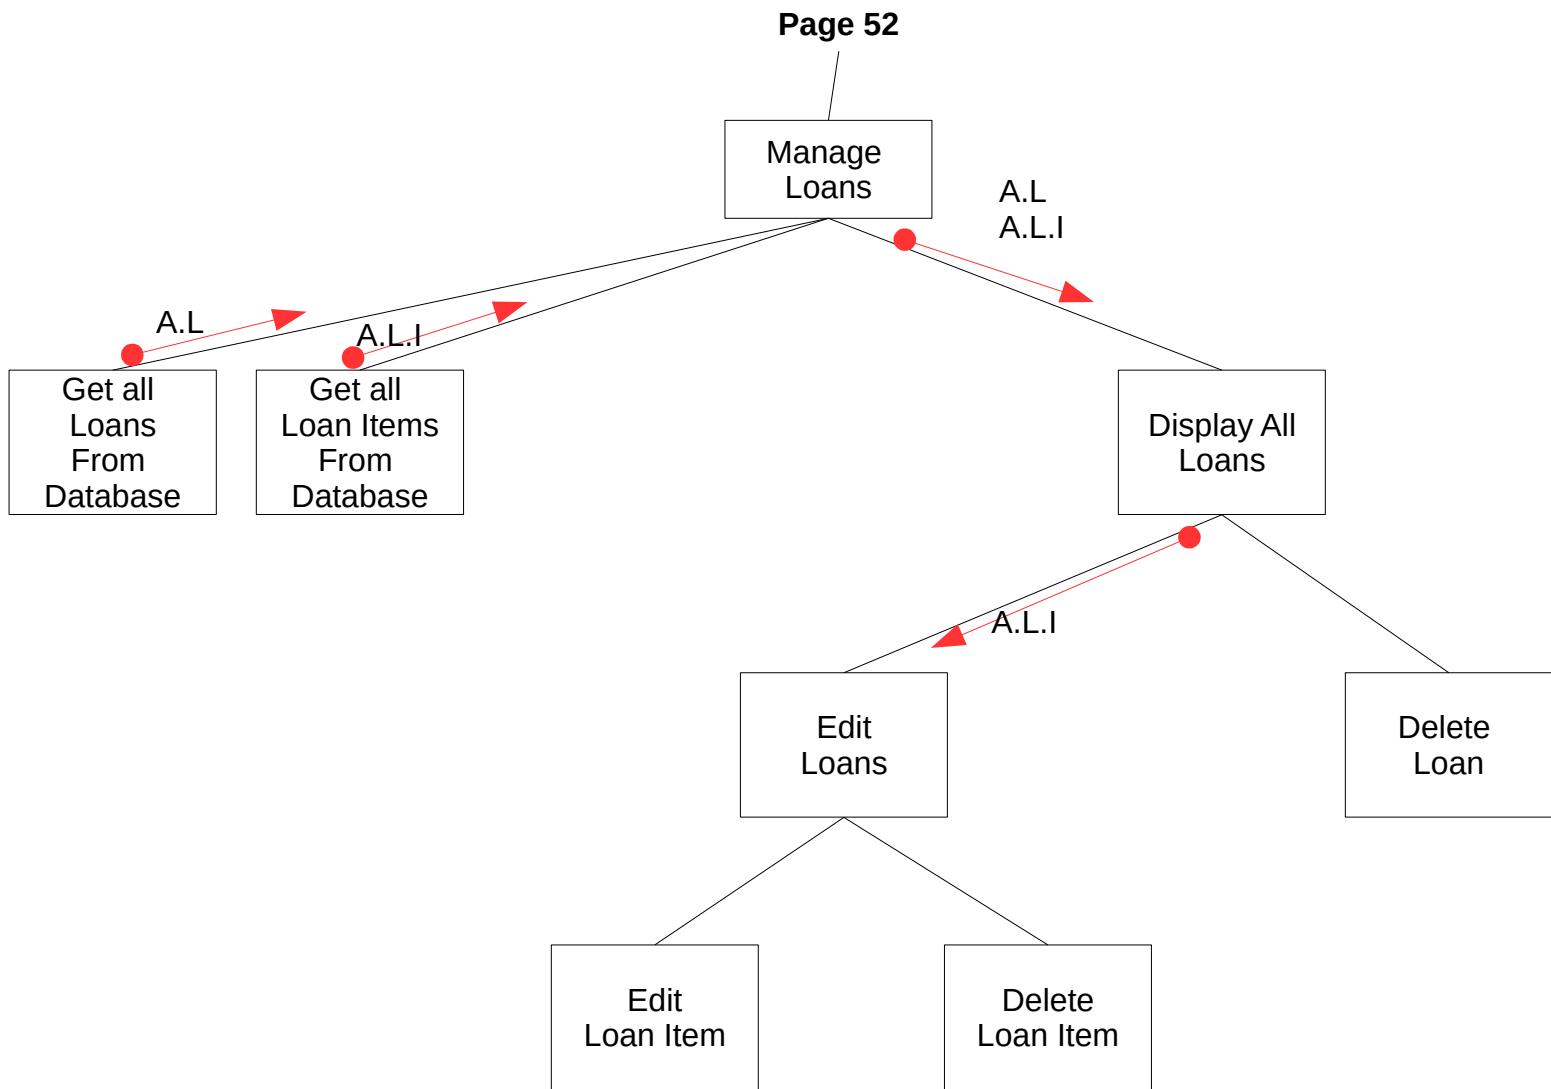 Page 52
Manage
Loans
A.L
A.L.I
A.L
A.L.I
Get all
Loans
From
Database
Get all
Loan Items
From
Database
Display All
Loans
A.L.I
Edit
Loans
Delete
Loan
Edit
Loan Item
Delete
Loan Item